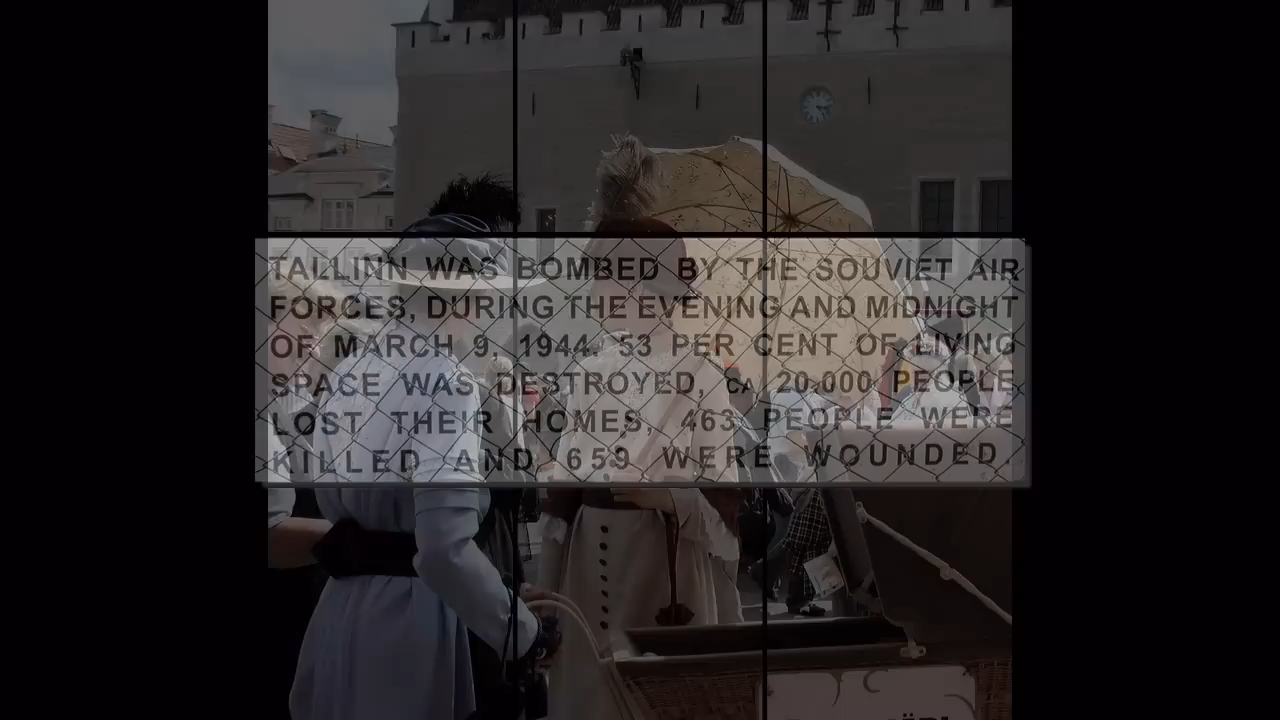 TALLINN WAS BOMBED BY THE SOUVIET AIR
FORCES, DURING THE EVENING AND MIDNIGHT
OF MARCH 9, 1944. 53 PER CENT OF LIVING
SPACE WAS DESTROYED, CA 20.000 PEOPLE
LOST THEIR HOMES, 463 PEOPLE WERE
KILLED AND 659 WERE WOUNDED.